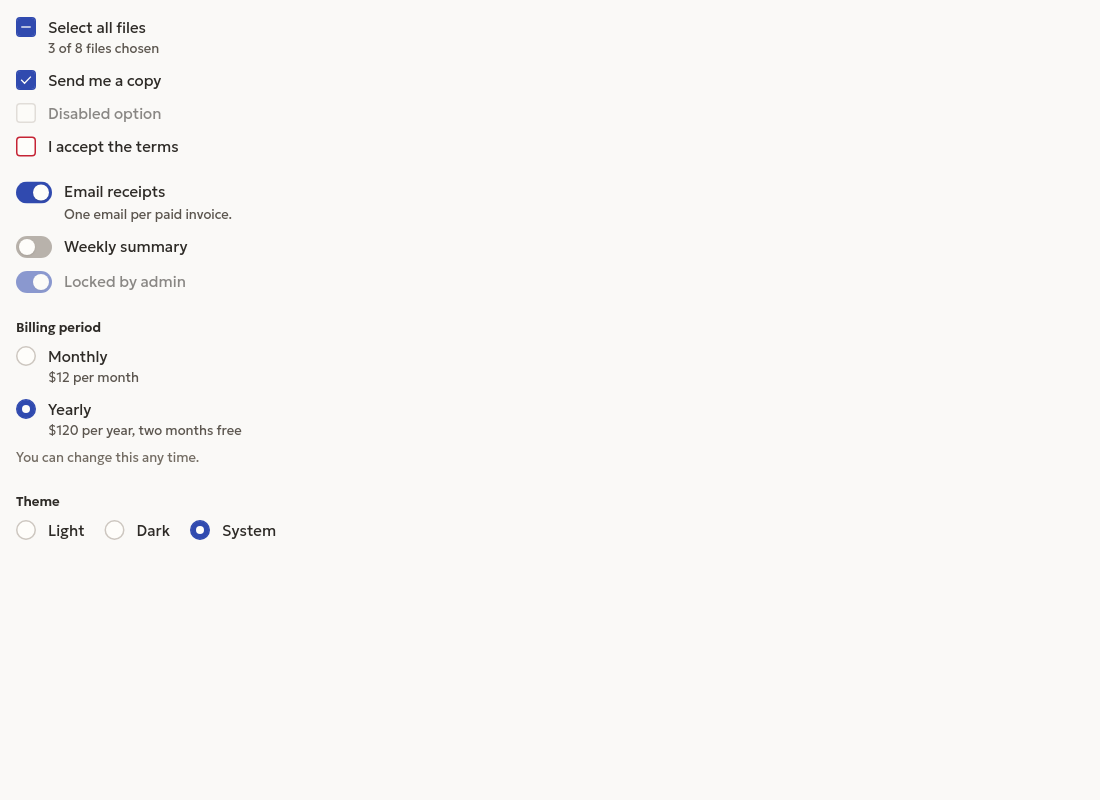 Select all files
3 of 8 files chosen
Send me a copy
Disabled option
I accept the terms
Email receipts
One email per paid invoice.
Weekly summary
Locked by admin
Billing period
Monthly
$12 per month
Yearly
$120 per year, two months free
You can change this any time.
Theme
Light Dark System